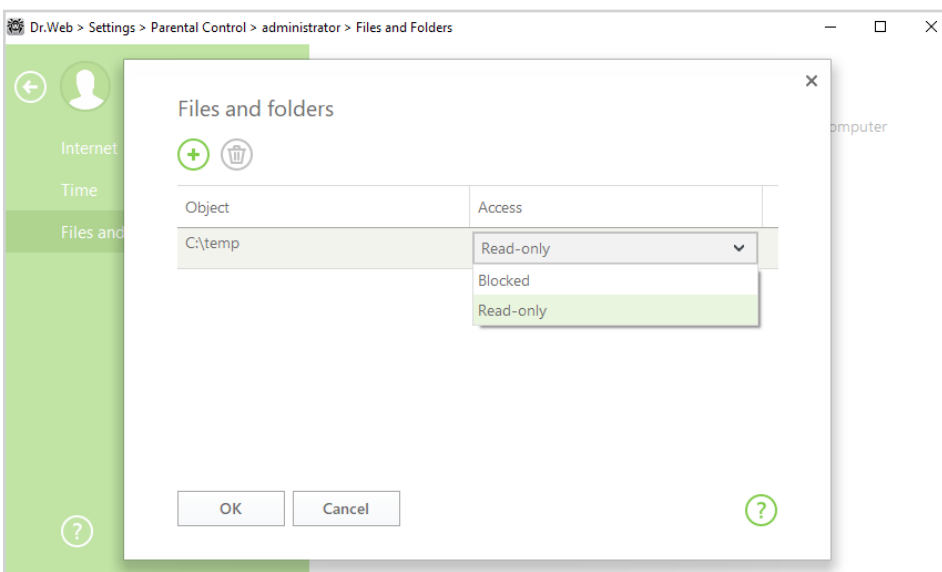 Dr.Web > Settings > Parental Control > administrator > Files and Folders
Files and folders
omputer
Internet
Time
Files and
Object Access
C:\temp Read-only
Blocked
Read-only
OK Cancel ?
?